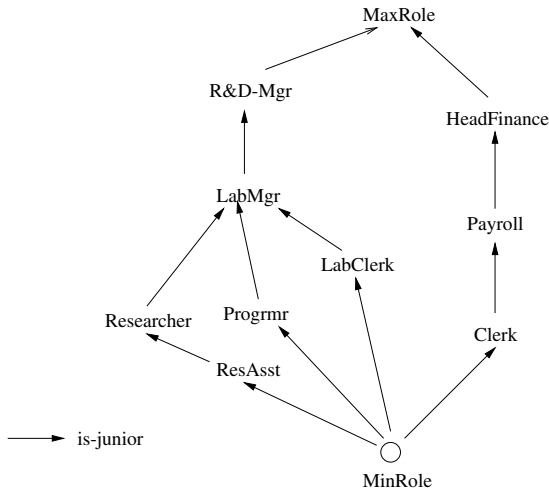 MaxRole
R&D-Mgr
HeadFinance
LabMgr
Payroll
LabClerk
Researcher
Progrmr
Clerk
ResAsst
is-junior
MinRole